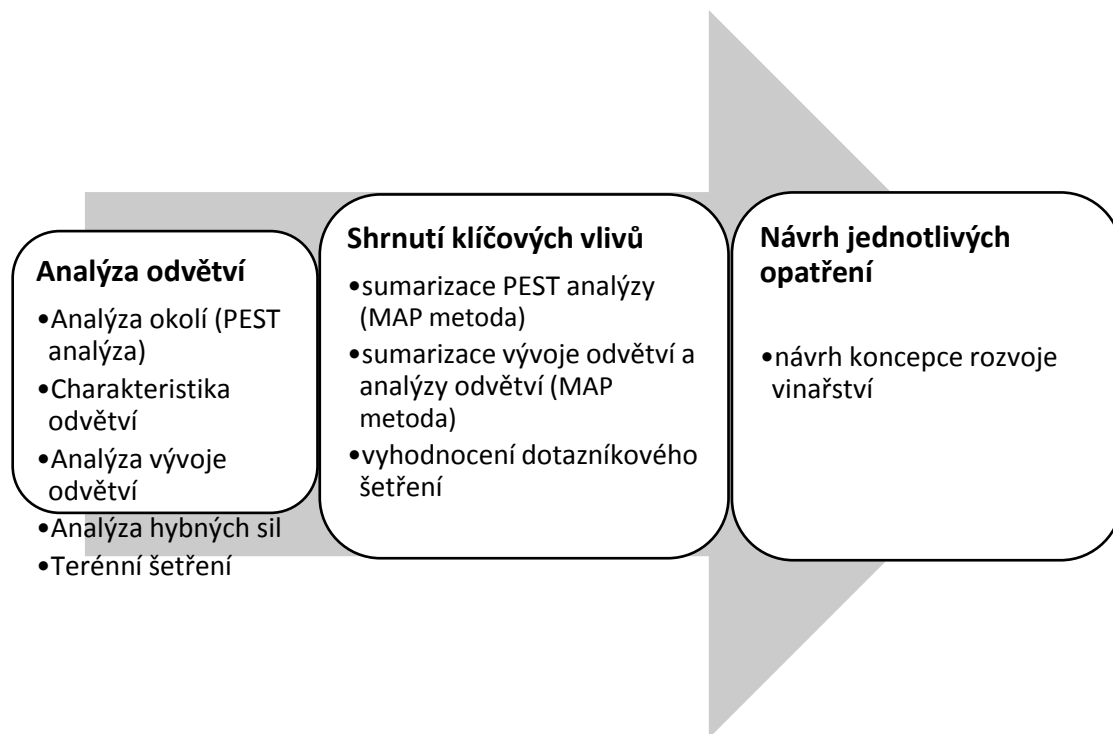 Analýza odvětví
•Analýza okolí (PEST
analýza)
•Charakteristika
odvětví
•Analýza vývoje
odvětví
•Analýza hybných sil
•Terénní šetření
Shrnutí klíčových vlivů
•sumarizace PEST analýzy
(MAP metoda)
•sumarizace vývoje odvětví a
analýzy odvětví (MAP
metoda)
•vyhodnocení dotazníkového
šetření
Návrh jednotlivých
opatření
•návrh koncepce rozvoje
vinařství